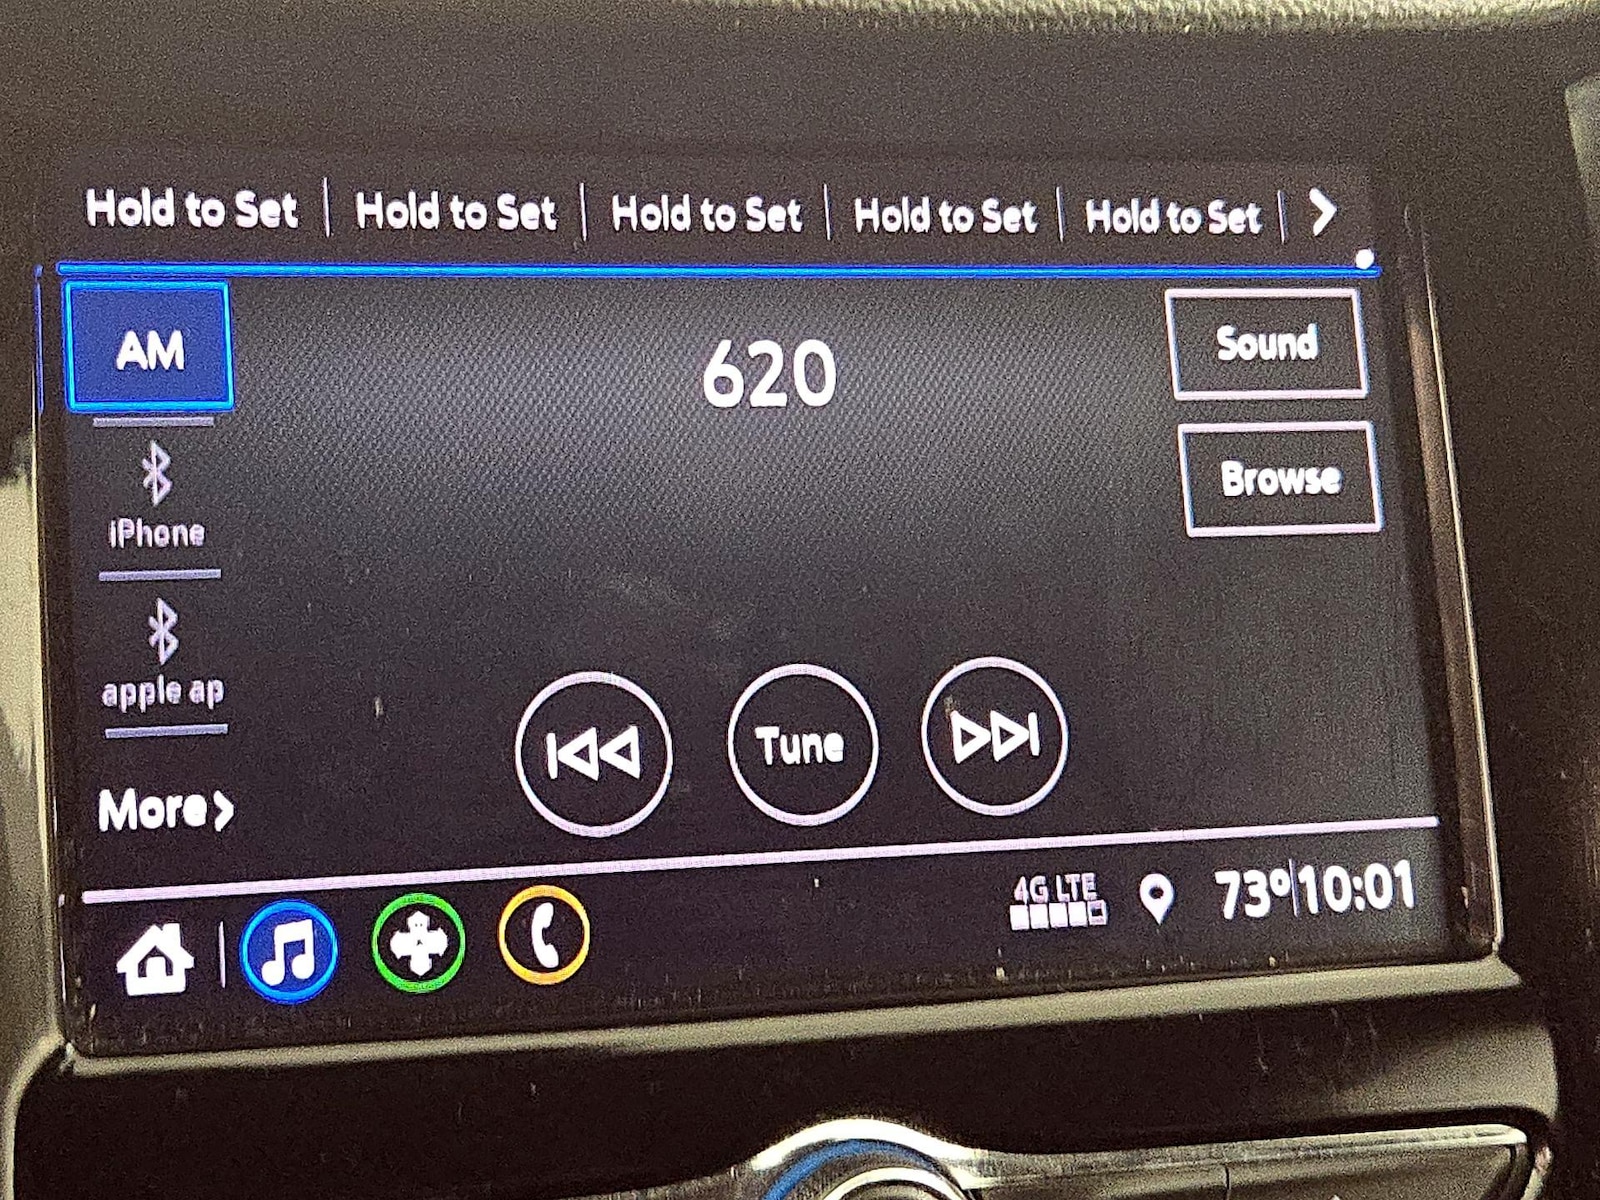 Hold to Set Hold to Set Hold to Set Hold to Set Hold to Set
AM
620
Sound
Browse
iPhone
apple ap
Tune
More
4G LTE
73° 10:01